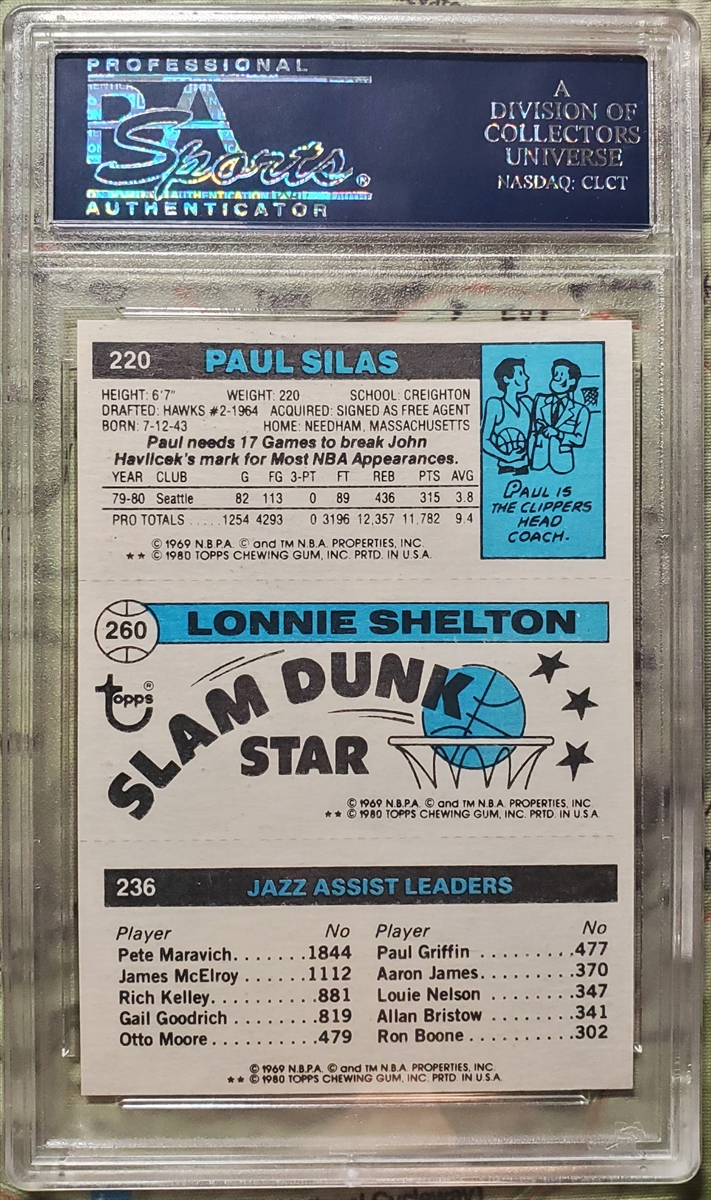 PROFESSIONAL
PSA
Sports®
AUTHENTICATOR
A
DIVISION OF
COLLECTORS
UNIVERSE
NASDAQ: CLCT
220 PAUL SILAS
HEIGHT: 6'7" WEIGHT: 220 SCHOOL: CREIGHTON
DRAFTED: HAWKS #2-1964 ACQUIRED: SIGNED AS FREE AGENT
BORN: 7-12-43 HOME: NEEDHAM, MASSACHUSETTS
Paul needs 17 Games to break John
Havlicek's mark for Most NBA Appearances.
YEAR CLUB G FG 3-PT FT REB PTS AVG
79-80 Seattle 82 113 0 89 436 315 3.8
PRO TOTALS ..... 1254 4293 0 3196 12,357 11,782 9.4
© 1969 N.B.P.A. © and TM N.B.A. PROPERTIES, INC.
★★ © 1980 TOPPS CHEWING GUM, INC. PRTD. IN U.S.A.
PAUL IS
THE CLIPPERS
HEAD
COACH.
260 LONNIE SHELTON
topps®
SLAM DUNK
STAR
© 1969 N.B.P.A. © and TM N.B.A. PROPERTIES, INC.
★★ © 1980 TOPPS CHEWING GUM, INC. PRTD. IN U.S.A.
236 JAZZ ASSIST LEADERS
Player No Player No
Pete Maravich.......1844 Paul Griffin .........477
James McElroy......1112 Aaron James........370
Rich Kelley..........881 Louie Nelson ........347
Gail Goodrich ........819 Allan Bristow ........341
Otto Moore..........479 Ron Boone ..........302
© 1969 N.B.P.A. © and TM N.B.A. PROPERTIES, INC.
★★ © 1980 TOPPS CHEWING GUM, INC. PRTD. IN U.S.A.